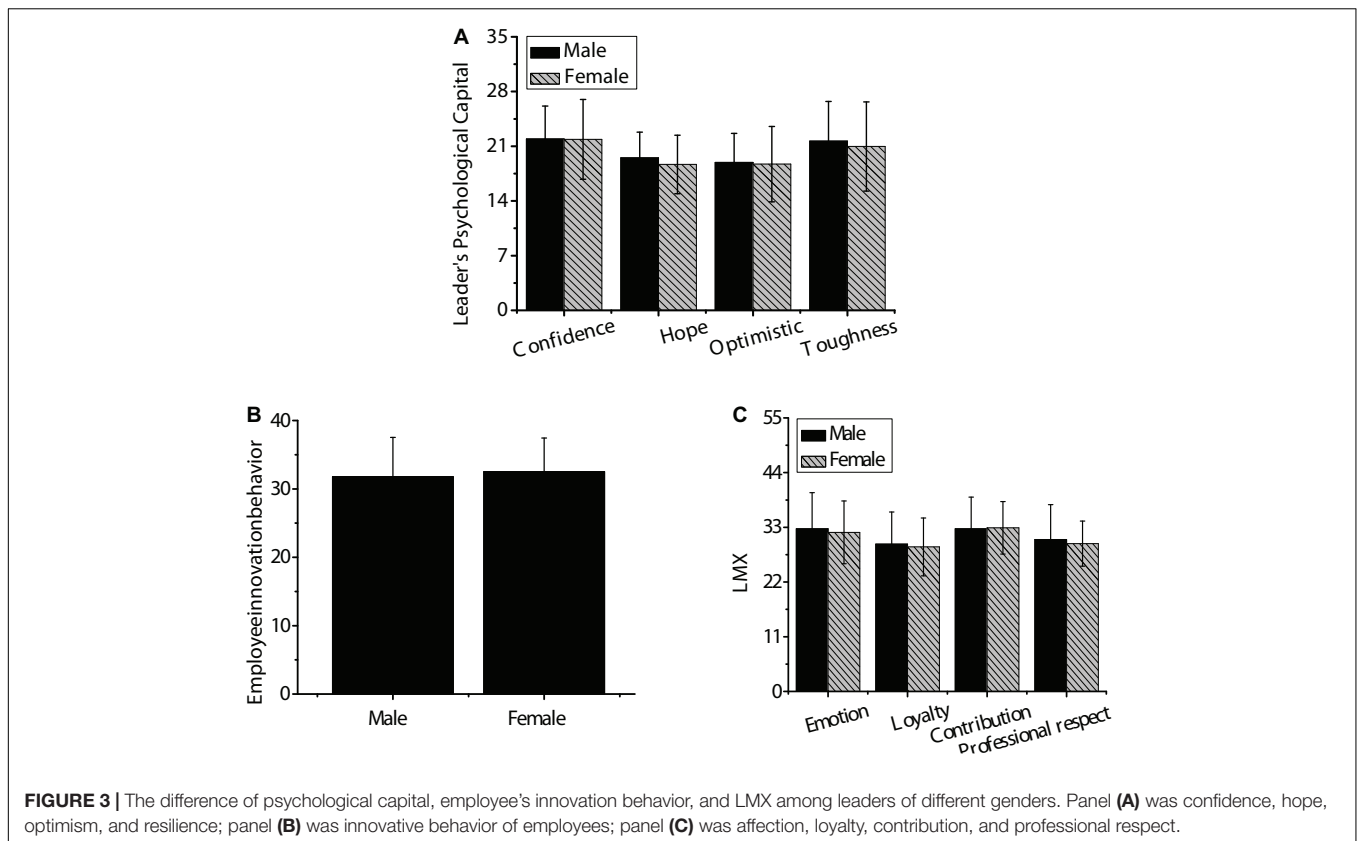 A
35
28
21
14
7
0
Leader's Psychological Capital
Male
Female
Confidence
Hope
Optimistic
Toughness
B
40
30
20
10
0
Employeeinnovationbehavior
Male
Female
C
55
44
33
22
11
0
LMX
Male
Female
Emotion
Loyalty
Contribution
Professional respect
FIGURE 3 | The difference of psychological capital, employee's innovation behavior, and LMX among leaders of different genders. Panel (A) was confidence, hope,
optimism, and resilience; panel (B) was innovative behavior of employees; panel (C) was affection, loyalty, contribution, and professional respect.